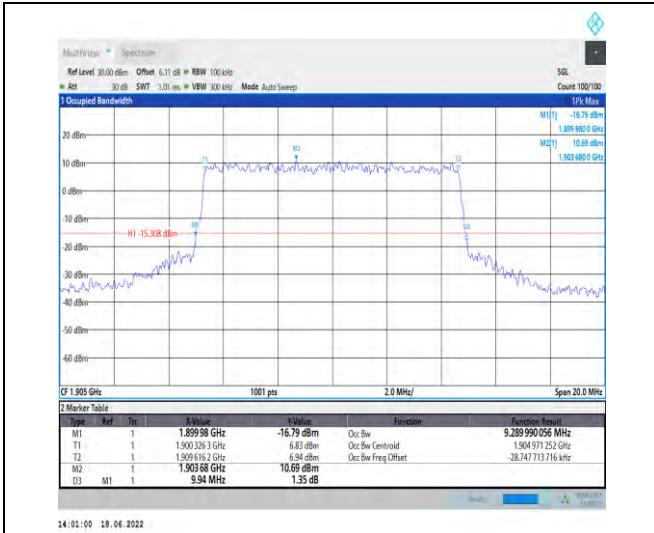 MultiView Spectrum
Ref Level 30.00 dBm Offset 6.11 dB RBW 100 kHz SGL
Att 30 dB SWT 1.01 ms VBW 300 kHz Mode Auto Sweep Count 100/100
1 Occupied Bandwidth 1Pk Max
M1[1] -16.79 dBm
1.899 980 0 GHz
M2[1] 10.69 dBm
1.903 680 0 GHz
20 dBm
M2
T1
10 dBm
0 dBm
-10 dBm
H1 -15.308 dBm
-20 dBm
-30 dBm
-40 dBm
-50 dBm
-60 dBm
CF 1.905 GHz 1001 pts 2.0 MHz/ Span 20.0 MHz
2 Marker Table
Type Ref Trc X-Value Y-Value Function Function Result
M1 1 1.899 98 GHz -16.79 dBm Occ Bw 9.289 990 056 MHz
T1 1 1.900 326 3 GHz 6.83 dBm Occ Bw Centroid 1.904 971 252 GHz
T2 1 1.909 616 2 GHz 6.94 dBm Occ Bw Freq Offset -28.747 713 716 kHz
M2 1 1.903 68 GHz 10.69 dBm
D3 M1 1 9.94 MHz 1.35 dB
14:01:00 18.06.2022